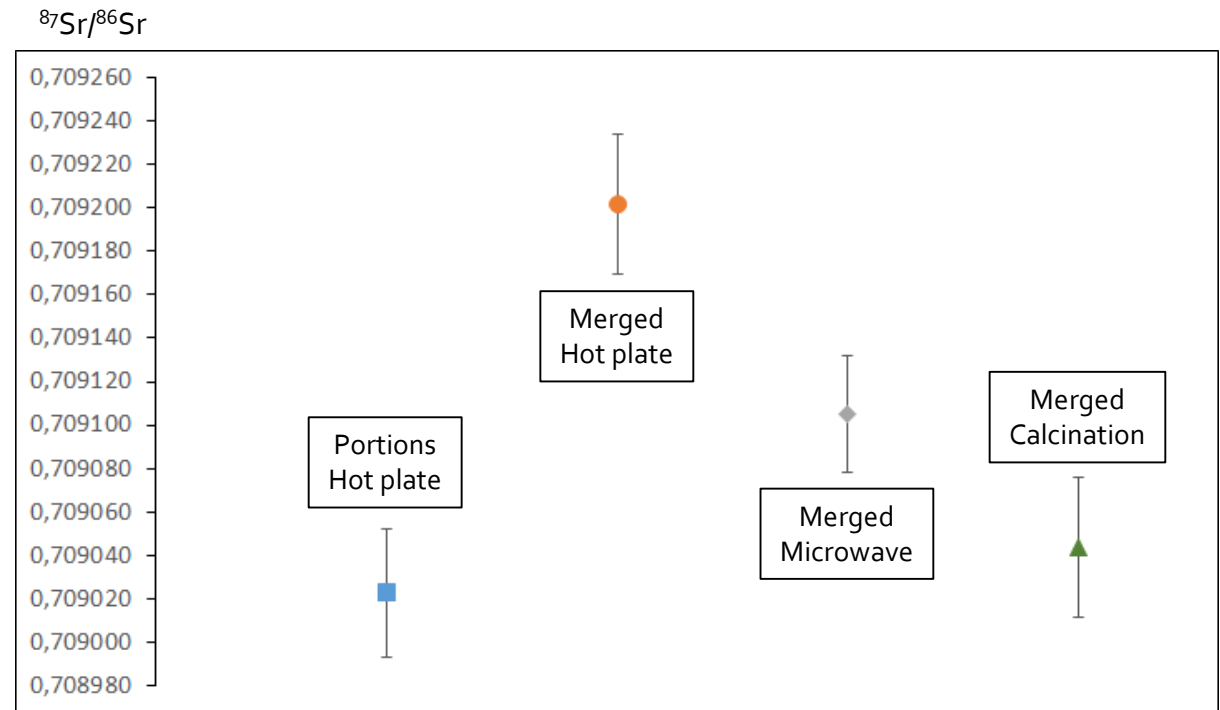 ⁸⁷Sr/⁸⁶Sr
0,709260
0,709240
0,709220
0,709200
0,709180
0,709160
0,709140
0,709120
0,709100
0,709080
0,709060
0,709040
0,709020
0,709000
0,708980
Portions
Hot plate
Merged
Hot plate
Merged
Microwave
Merged
Calcination